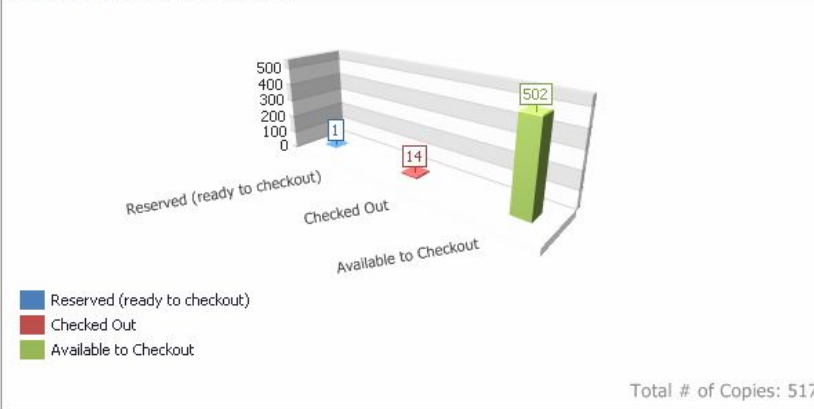 500
400
300
200
100
0
1
14
502
Reserved (ready to checkout)
Checked Out
Available to Checkout
Reserved (ready to checkout)
Checked Out
Available to Checkout
Total # of Copies: 517